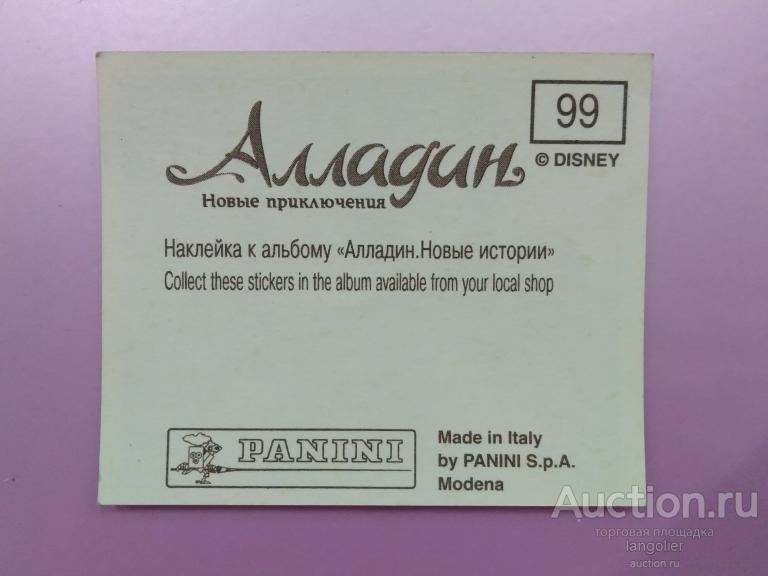 99
© DISNEY
Алладин
Новые приключения
Наклейка к альбому «Алладин.Новые истории»
Collect these stickers in the album available from your local shop
PANINI
Made in Italy
by PANINI S.p.A.
Modena
Auction.ru
торговая площадка
langolier
auction.ru